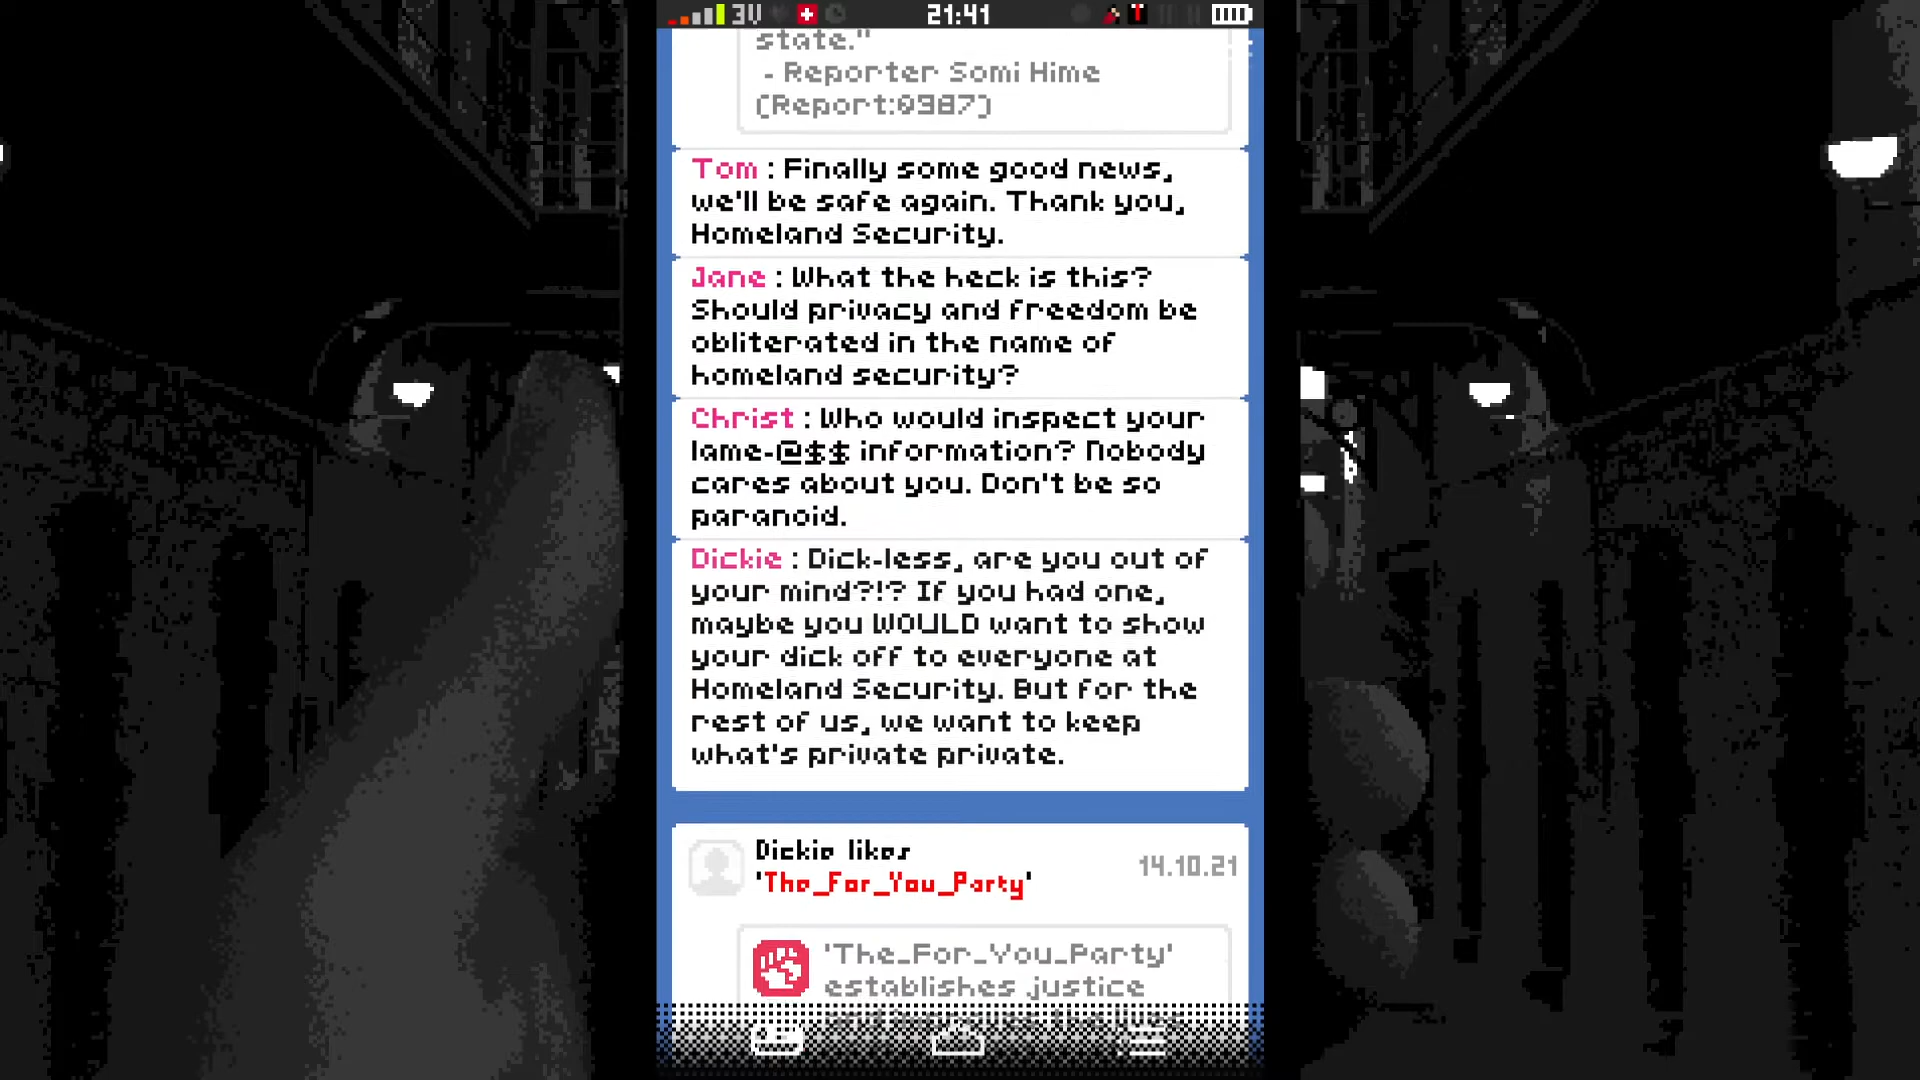 3V
21:41
T
state."
- Reporter Somi Hime
(Report:0387)
Tom : Finally some good news,
we'll be safe again. Thank you,
Homeland Security.
Jane : What the heck is this?
Should privacy and freedom be
obliterated in the name of
homeland security?
Christ : Who would inspect your
lame-@$$ information? Nobody
cares about you. Don't be so
paranoid.
Dickie : Dick-less, are you out of
your mind?!? If you had one,
maybe you WOULD want to show
your dick off to everyone at
Homeland Security. But for the
rest of us, we want to keep
what's private private.
Dickie likes
'The_For_You_Party'
14.10.21
'The_For_You_Party'
establishes justice